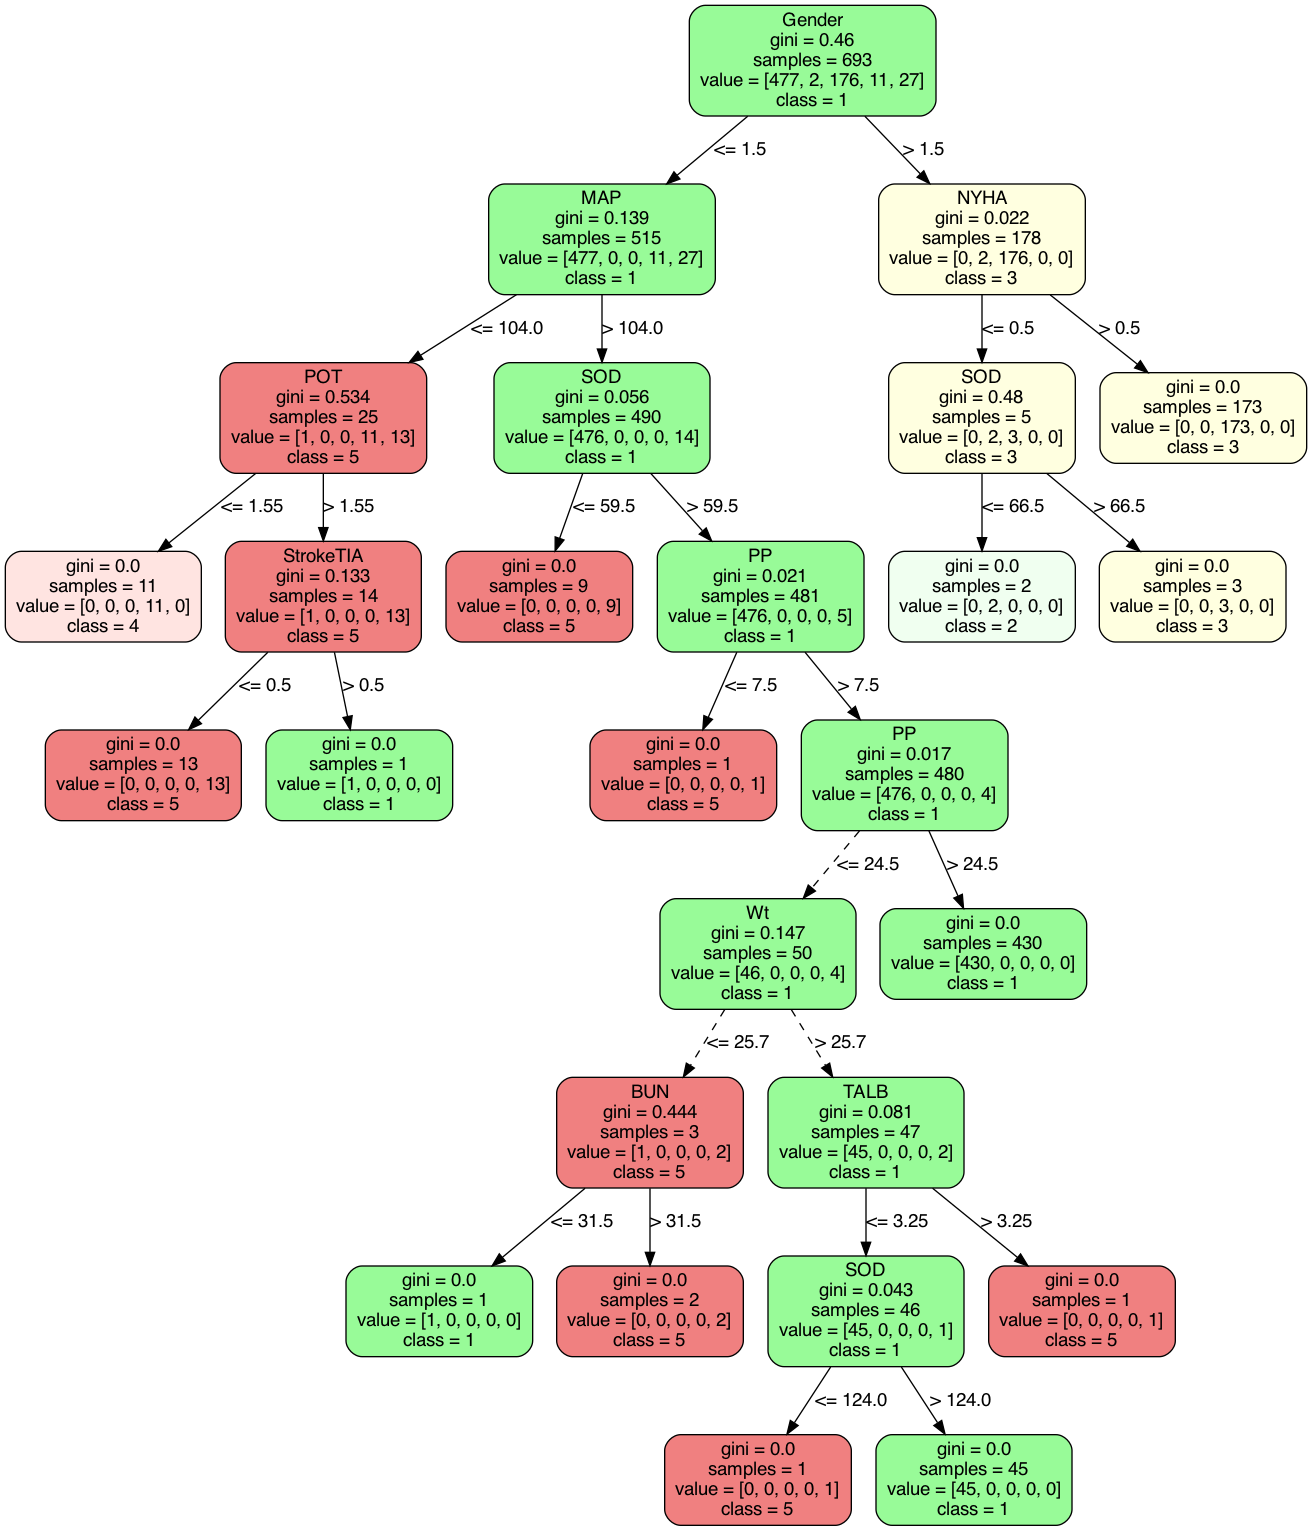 Gender
gini = 0.46
samples = 693
value = [477, 2, 176, 11, 27]
class = 1
<= 1.5
> 1.5
MAP
gini = 0.139
samples = 515
value = [477, 0, 0, 11, 27]
class = 1
NYHA
gini = 0.022
samples = 178
value = [0, 2, 176, 0, 0]
class = 3
<= 104.0
> 104.0
<= 0.5
> 0.5
POT
gini = 0.534
samples = 25
value = [1, 0, 0, 11, 13]
class = 5
SOD
gini = 0.056
samples = 490
value = [476, 0, 0, 0, 14]
class = 1
SOD
gini = 0.48
samples = 5
value = [0, 2, 3, 0, 0]
class = 3
gini = 0.0
samples = 173
value = [0, 0, 173, 0, 0]
class = 3
<= 1.55
> 1.55
<= 59.5
> 59.5
<= 66.5
> 66.5
gini = 0.0
samples = 11
value = [0, 0, 0, 11, 0]
class = 4
StrokeTIA
gini = 0.133
samples = 14
value = [1, 0, 0, 0, 13]
class = 5
gini = 0.0
samples = 9
value = [0, 0, 0, 0, 9]
class = 5
PP
gini = 0.021
samples = 481
value = [476, 0, 0, 0, 5]
class = 1
gini = 0.0
samples = 2
value = [0, 2, 0, 0, 0]
class = 2
gini = 0.0
samples = 3
value = [0, 0, 3, 0, 0]
class = 3
<= 0.5
> 0.5
<= 7.5
> 7.5
gini = 0.0
samples = 13
value = [0, 0, 0, 0, 13]
class = 5
gini = 0.0
samples = 1
value = [1, 0, 0, 0, 0]
class = 1
gini = 0.0
samples = 1
value = [0, 0, 0, 0, 1]
class = 5
PP
gini = 0.017
samples = 480
value = [476, 0, 0, 0, 4]
class = 1
<= 24.5
> 24.5
Wt
gini = 0.147
samples = 50
value = [46, 0, 0, 0, 4]
class = 1
gini = 0.0
samples = 430
value = [430, 0, 0, 0, 0]
class = 1
<= 25.7
> 25.7
BUN
gini = 0.444
samples = 3
value = [1, 0, 0, 0, 2]
class = 5
TALB
gini = 0.081
samples = 47
value = [45, 0, 0, 0, 2]
class = 1
<= 31.5
> 31.5
<= 3.25
> 3.25
gini = 0.0
samples = 1
value = [1, 0, 0, 0, 0]
class = 1
gini = 0.0
samples = 2
value = [0, 0, 0, 0, 2]
class = 5
SOD
gini = 0.043
samples = 46
value = [45, 0, 0, 0, 1]
class = 1
gini = 0.0
samples = 1
value = [0, 0, 0, 0, 1]
class = 5
<= 124.0
> 124.0
gini = 0.0
samples = 1
value = [0, 0, 0, 0, 1]
class = 5
gini = 0.0
samples = 45
value = [45, 0, 0, 0, 0]
class = 1